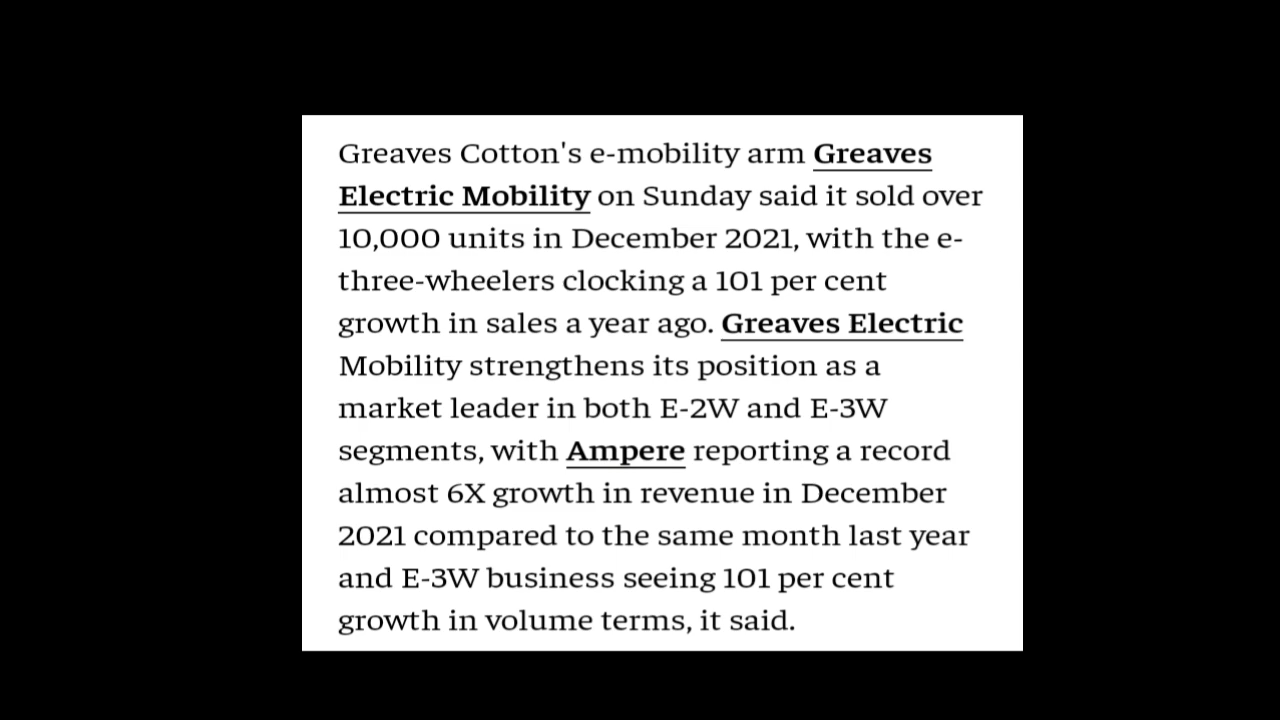 Greaves Cotton's e-mobility arm Greaves
Electric Mobility on Sunday said it sold over
10,000 units in December 2021, with the e-
three-wheelers clocking a 101 per cent
growth in sales a year ago. Greaves Electric
Mobility strengthens its position as a
market leader in both E-2W and E-3W
segments, with Ampere reporting a record
almost 6X growth in revenue in December
2021 compared to the same month last year
and E-3W business seeing 101 per cent
growth in volume terms, it said.